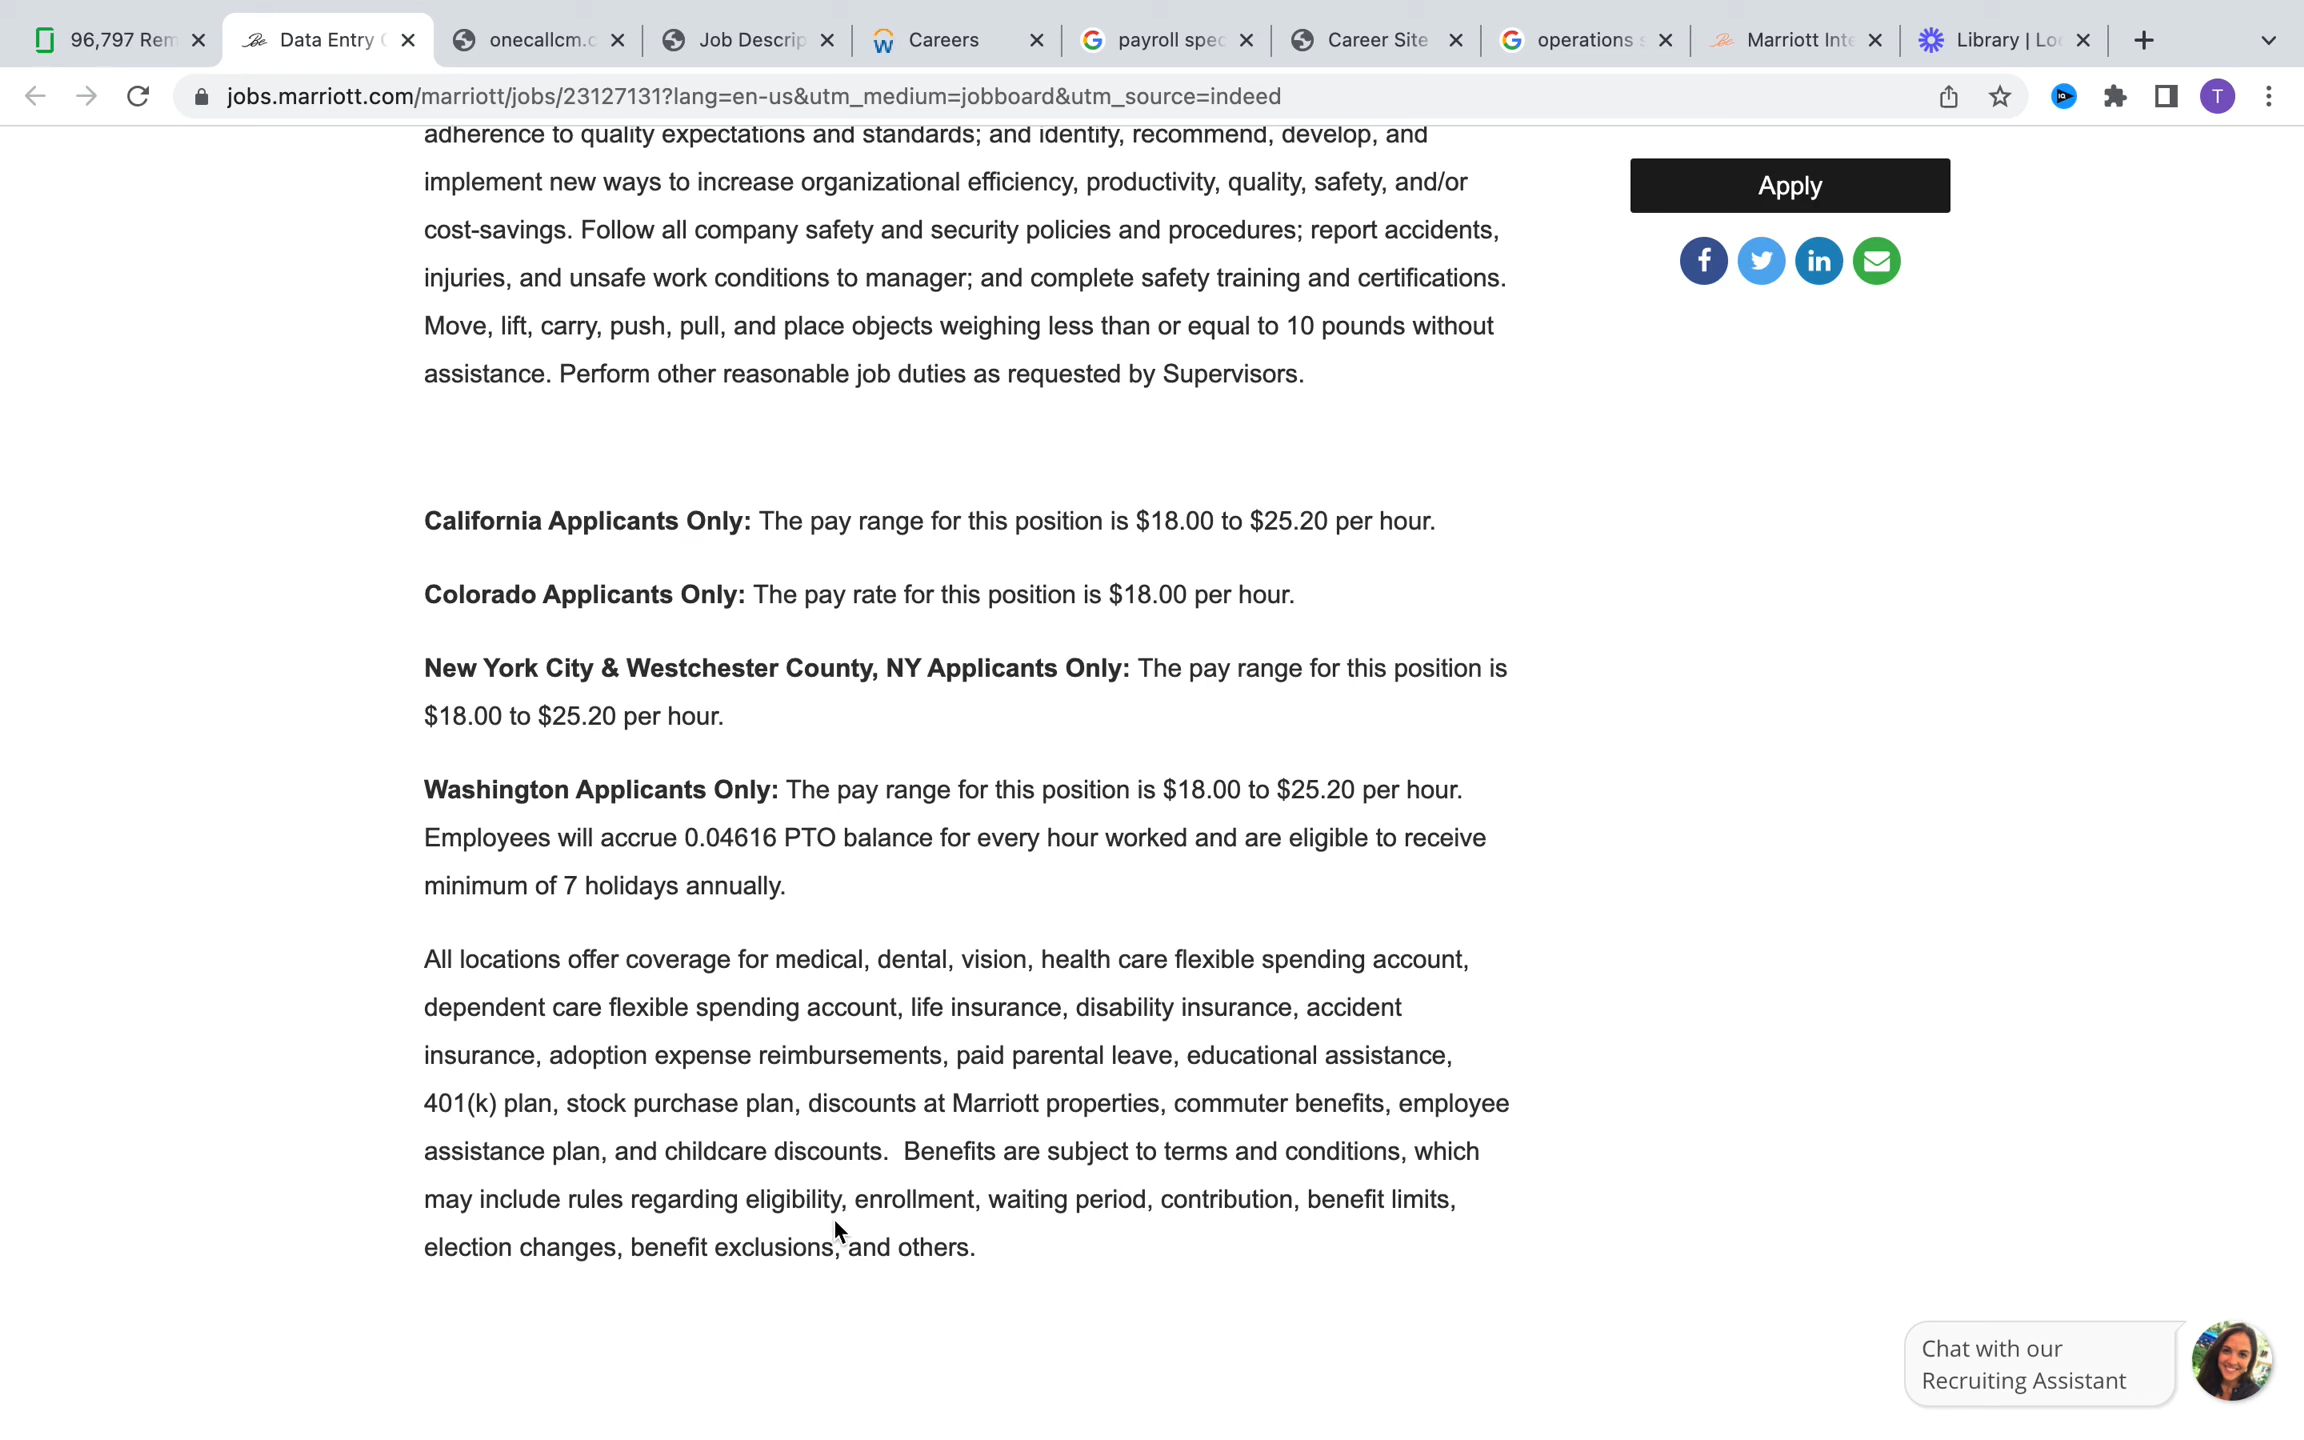 96,797 Rem
Data Entry
onecallcm.c
Job Descrip
Careers
payroll spec
Career Site
operations s
Marriott Inte
Library | Loo
jobs.marriott.com/marriott/jobs/23127131?lang=en-us&utm_medium=jobboard&utm_source=indeed
T
adherence to quality expectations and standards; and identify, recommend, develop, and
implement new ways to increase organizational efficiency, productivity, quality, safety, and/or
cost-savings. Follow all company safety and security policies and procedures; report accidents,
injuries, and unsafe work conditions to manager; and complete safety training and certifications.
Move, lift, carry, push, pull, and place objects weighing less than or equal to 10 pounds without
assistance. Perform other reasonable job duties as requested by Supervisors.
Apply
California Applicants Only: The pay range for this position is $18.00 to $25.20 per hour.
Colorado Applicants Only: The pay rate for this position is $18.00 per hour.
New York City & Westchester County, NY Applicants Only: The pay range for this position is
$18.00 to $25.20 per hour.
Washington Applicants Only: The pay range for this position is $18.00 to $25.20 per hour.
Employees will accrue 0.04616 PTO balance for every hour worked and are eligible to receive
minimum of 7 holidays annually.
All locations offer coverage for medical, dental, vision, health care flexible spending account,
dependent care flexible spending account, life insurance, disability insurance, accident
insurance, adoption expense reimbursements, paid parental leave, educational assistance,
401(k) plan, stock purchase plan, discounts at Marriott properties, commuter benefits, employee
assistance plan, and childcare discounts.  Benefits are subject to terms and conditions, which
may include rules regarding eligibility, enrollment, waiting period, contribution, benefit limits,
election changes, benefit exclusions, and others.
Chat with our
Recruiting Assistant